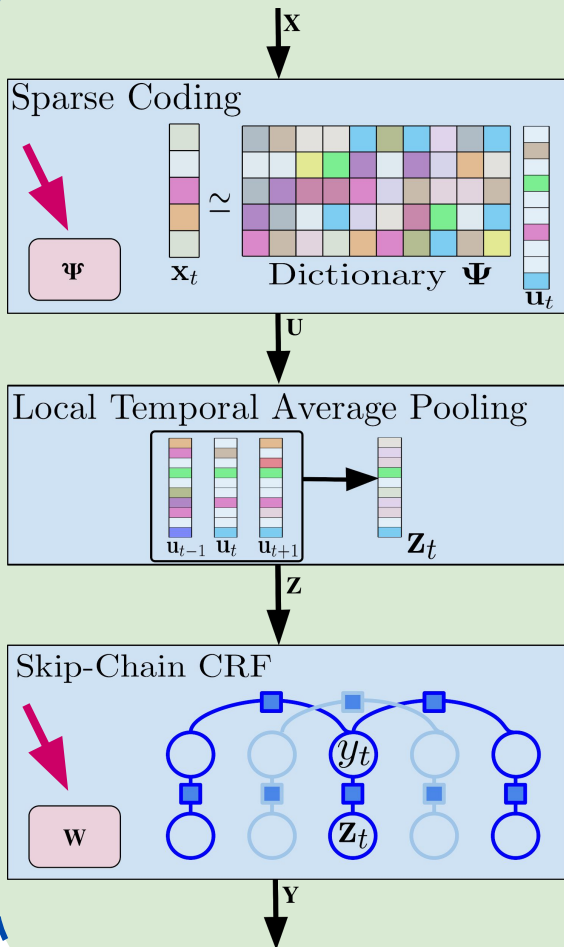 X
Sparse Coding
Ψ
x_t
≃
Dictionary Ψ
u_t
U
Local Temporal Average Pooling
u_{t-1} u_t u_{t+1}
z_t
Z
Skip-Chain CRF
y_t
W
z_t
Y